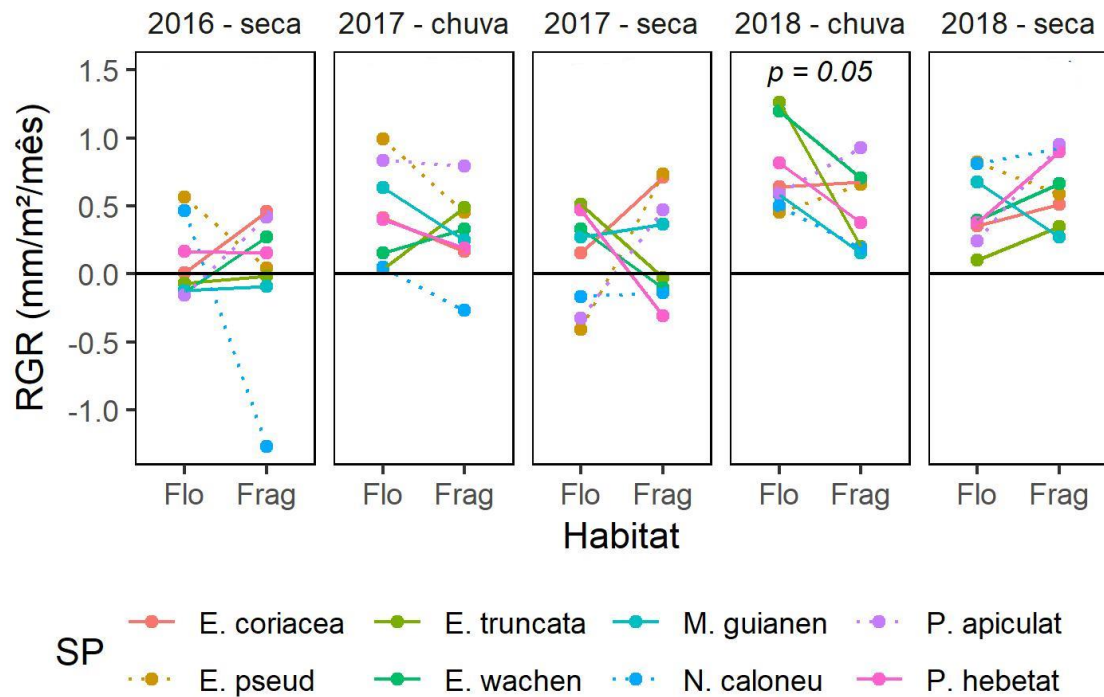 2016 - seca 2017 - chuva 2017 - seca 2018 - chuva 2018 - seca
p = 0.05
RGR (mm/m²/mês)
1.5
1.0
0.5
0.0
-0.5
-1.0
Flo Frag Flo Frag Flo Frag Flo Frag Flo Frag
Habitat
SP
E. coriacea E. truncata M. guianen P. apiculat
E. pseud E. wachen N. caloneu P. hebetat